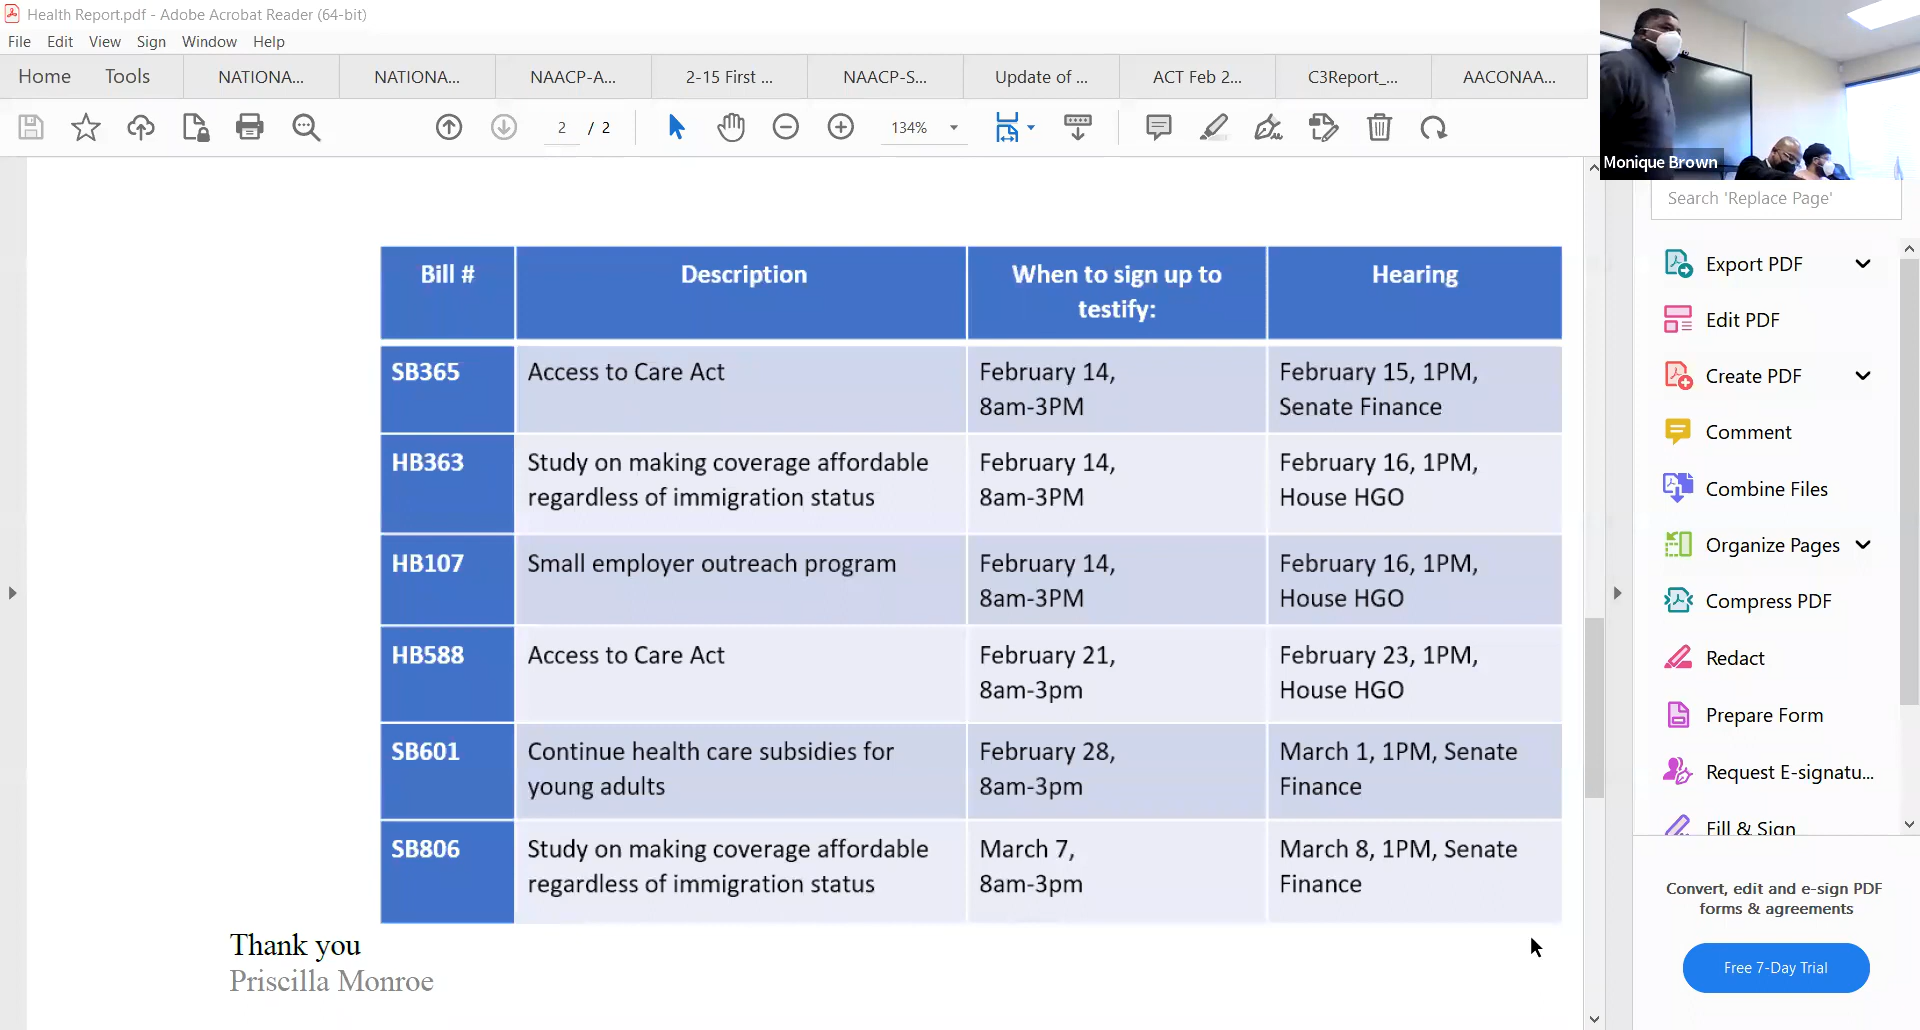 Health Report.pdf - Adobe Acrobat Reader (64-bit)
File Edit View Sign Window Help
Home Tools NATIONA... NATIONA... NAACP-A... 2-15 First ... NAACP-S... Update of ... ACT Feb 2... C3Report_... AACONAA...
2 / 2 134%
Monique Brown
Search 'Replace Page'
Bill # Description When to sign up to testify: Hearing
SB365 Access to Care Act February 14, 8am-3PM February 15, 1PM, Senate Finance
HB363 Study on making coverage affordable regardless of immigration status February 14, 8am-3PM February 16, 1PM, House HGO
HB107 Small employer outreach program February 14, 8am-3PM February 16, 1PM, House HGO
HB588 Access to Care Act February 21, 8am-3pm February 23, 1PM, House HGO
SB601 Continue health care subsidies for young adults February 28, 8am-3pm March 1, 1PM, Senate Finance
SB806 Study on making coverage affordable regardless of immigration status March 7, 8am-3pm March 8, 1PM, Senate Finance
Thank you
Priscilla Monroe
Export PDF
Edit PDF
Create PDF
Comment
Combine Files
Organize Pages
Compress PDF
Redact
Prepare Form
Request E-signatu...
Fill & Sign
Convert, edit and e-sign PDF
forms & agreements
Free 7-Day Trial